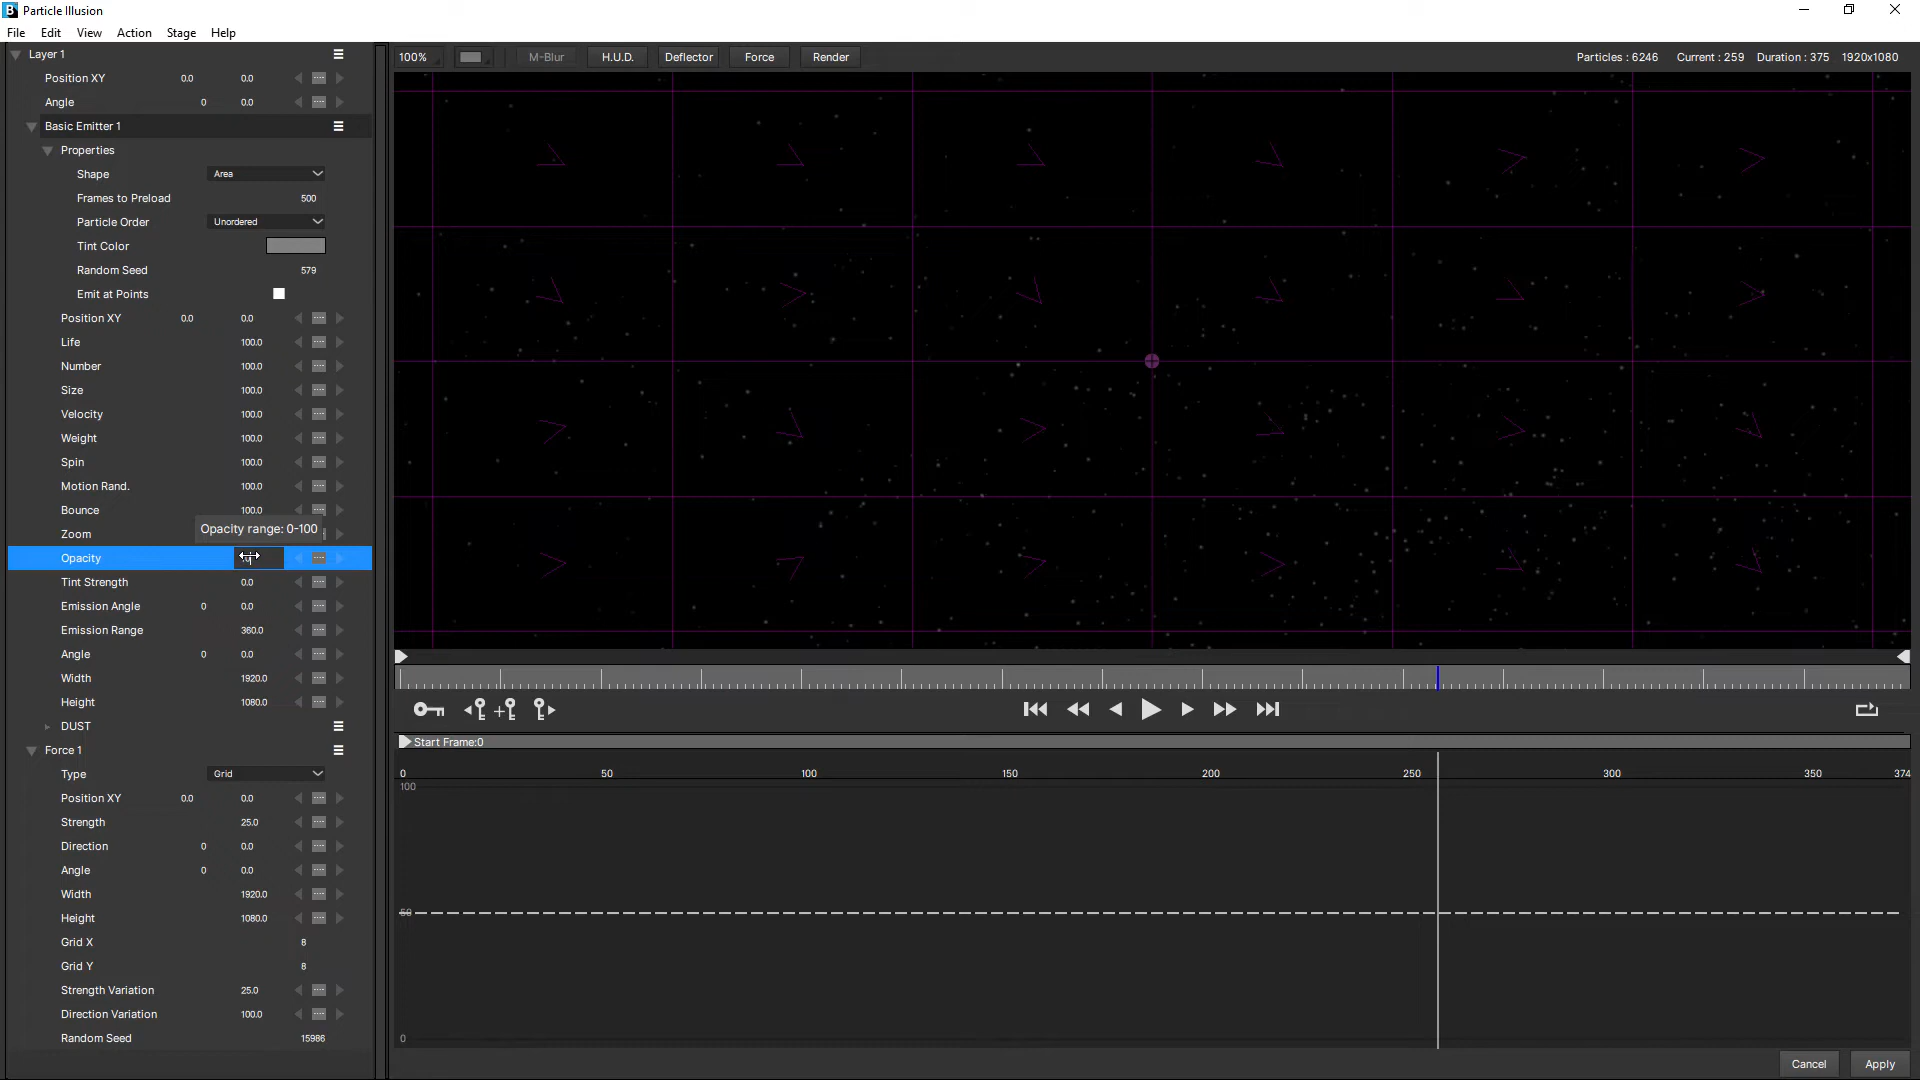 Particle Illusion
File Edit View Action Stage Help
Layer 1
100% M-Blur H.U.D. Deflector Force Render Particles : 6246 Current : 259 Duration : 375 1920x1080
Position XY 0.0 0.0
Angle 0 0.0
Basic Emitter 1
Properties
Shape Area
Frames to Preload 500
Particle Order Unordered
Tint Color
Random Seed 579
Emit at Points
Position XY 0.0 0.0
Life 100.0
Number 100.0
Size 100.0
Velocity 100.0
Weight 100.0
Spin 100.0
Motion Rand. 100.0
Bounce 100.0
Opacity range: 0-100
Zoom
Opacity
Tint Strength 0.0
Emission Angle 0 0.0
Emission Range 360.0
Angle 0 0.0
Width 1920.0
Height 1080.0
DUST
Force 1
Type Grid
Position XY 0.0 0.0
Strength 25.0
Direction 0 0.0
Angle 0 0.0
Width 1920.0
Height 1080.0
Grid X 8
Grid Y 8
Strength Variation 25.0
Direction Variation 100.0
Random Seed 15986
Start Frame:0
0 50 100 150 200 250 300 350 374
100
50
0
Cancel Apply